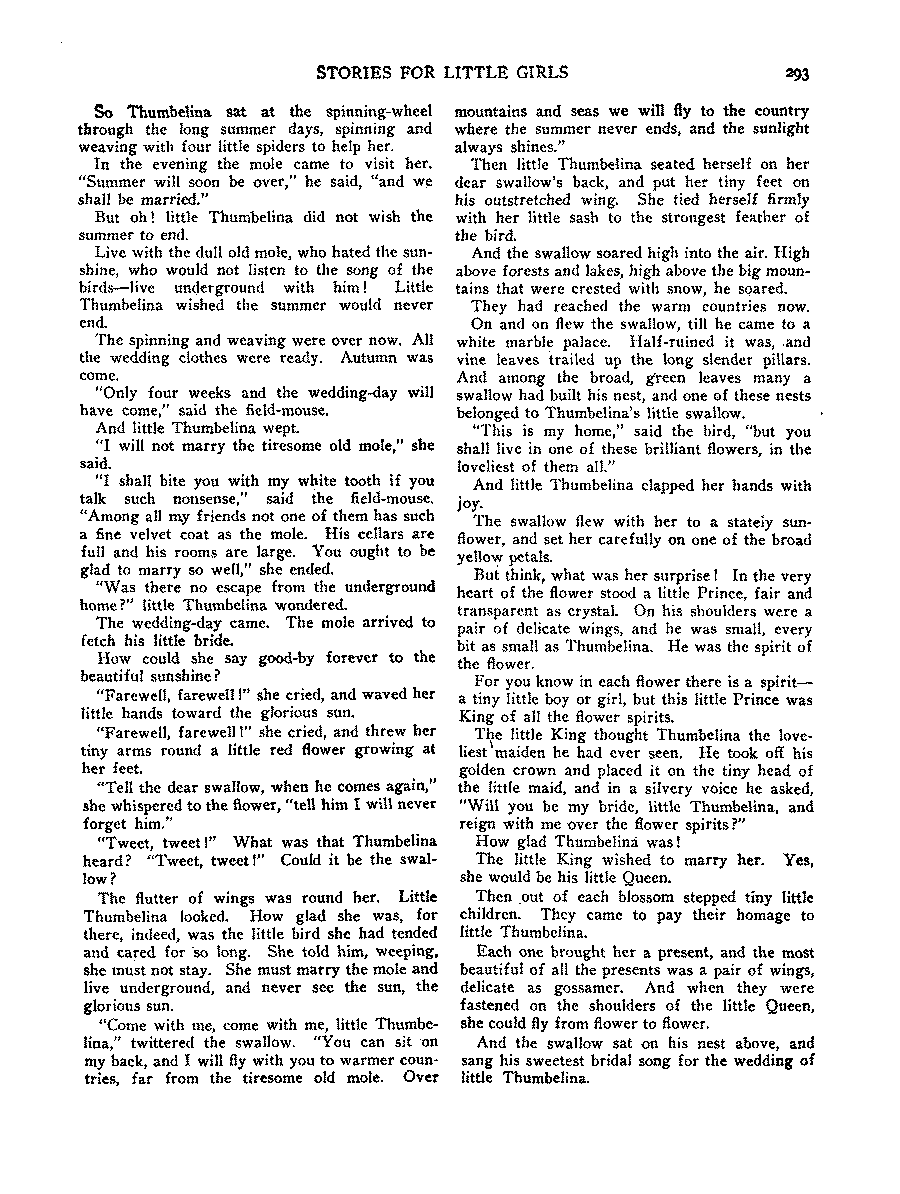 STORIES FOR LITTLE GIRLS 293
So Thumbelina sat at the spinning-wheel
through the long summer days, spinning and
weaving with four little spiders to help her.
In the evening the mole came to visit her.
"Summer will soon be over," he said, "and we
shall be married."
But oh! little Thumbelina did not wish the
summer to end.
Live with the dull old mole, who hated the sun-
shine, who would not listen to the song of the
birds—live underground with him! Little
Thumbelina wished the summer would never
end.
The spinning and weaving were over now. All
the wedding clothes were ready. Autumn was
come.
"Only four weeks and the wedding-day will
have come," said the field-mouse.
And little Thumbelina wept.
"I will not marry the tiresome old mole," she
said.
"I shall bite you with my white tooth if you
talk such nonsense," said the field-mouse.
"Among all my friends not one of them has such
a fine velvet coat as the mole. His cellars are
full and his rooms are large. You ought to be
glad to marry so well," she ended.
"Was there no escape from the underground
home?" little Thumbelina wondered.
The wedding-day came. The mole arrived to
fetch his little bride.
How could she say good-by forever to the
beautiful sunshine?
"Farewell, farewell!" she cried, and waved her
little hands toward the glorious sun.
"Farewell, farewell!" she cried, and threw her
tiny arms round a little red flower growing at
her feet.
"Tell the dear swallow, when he comes again,"
she whispered to the flower, "tell him I will never
forget him."
"Tweet, tweet!" What was that Thumbelina
heard? "Tweet, tweet!" Could it be the swal-
low?
The flutter of wings was round her. Little
Thumbelina looked. How glad she was, for
there, indeed, was the little bird she had tended
and cared for so long. She told him, weeping,
she must not stay. She must marry the mole and
live underground, and never see the sun, the
glorious sun.
"Come with me, come with me, little Thumbe-
lina," twittered the swallow. "You can sit on
my back, and I will fly with you to warmer coun-
tries, far from the tiresome old mole. Over
mountains and seas we will fly to the country
where the summer never ends, and the sunlight
always shines."
Then little Thumbelina seated herself on her
dear swallow's back, and put her tiny feet on
his outstretched wing. She tied herself firmly
with her little sash to the strongest feather of
the bird.
And the swallow soared high into the air. High
above forests and lakes, high above the big moun-
tains that were crested with snow, he soared.
They had reached the warm countries now.
On and on flew the swallow, till he came to a
white marble palace. Half-ruined it was, and
vine leaves trailed up the long slender pillars.
And among the broad, green leaves many a
swallow had built his nest, and one of these nests
belonged to Thumbelina's little swallow.
"This is my home," said the bird, "but you
shall live in one of these brilliant flowers, in the
loveliest of them all."
And little Thumbelina clapped her hands with
joy.
The swallow flew with her to a stately sun-
flower, and set her carefully on one of the broad
yellow petals.
But think, what was her surprise! In the very
heart of the flower stood a little Prince, fair and
transparent as crystal. On his shoulders were a
pair of delicate wings, and he was small, every
bit as small as Thumbelina. He was the spirit of
the flower.
For you know in each flower there is a spirit—
a tiny little boy or girl, but this little Prince was
King of all the flower spirits.
The little King thought Thumbelina the love-
liest maiden he had ever seen. He took off his
golden crown and placed it on the tiny head of
the little maid, and in a silvery voice he asked,
"Will you be my bride, little Thumbelina, and
reign with me over the flower spirits?"
How glad Thumbelina was!
The little King wished to marry her. Yes,
she would be his little Queen.
Then out of each blossom stepped tiny little
children. They came to pay their homage to
little Thumbelina.
Each one brought her a present, and the most
beautiful of all the presents was a pair of wings,
delicate as gossamer. And when they were
fastened on the shoulders of the little Queen,
she could fly from flower to flower.
And the swallow sat on his nest above, and
sang his sweetest bridal song for the wedding of
little Thumbelina.